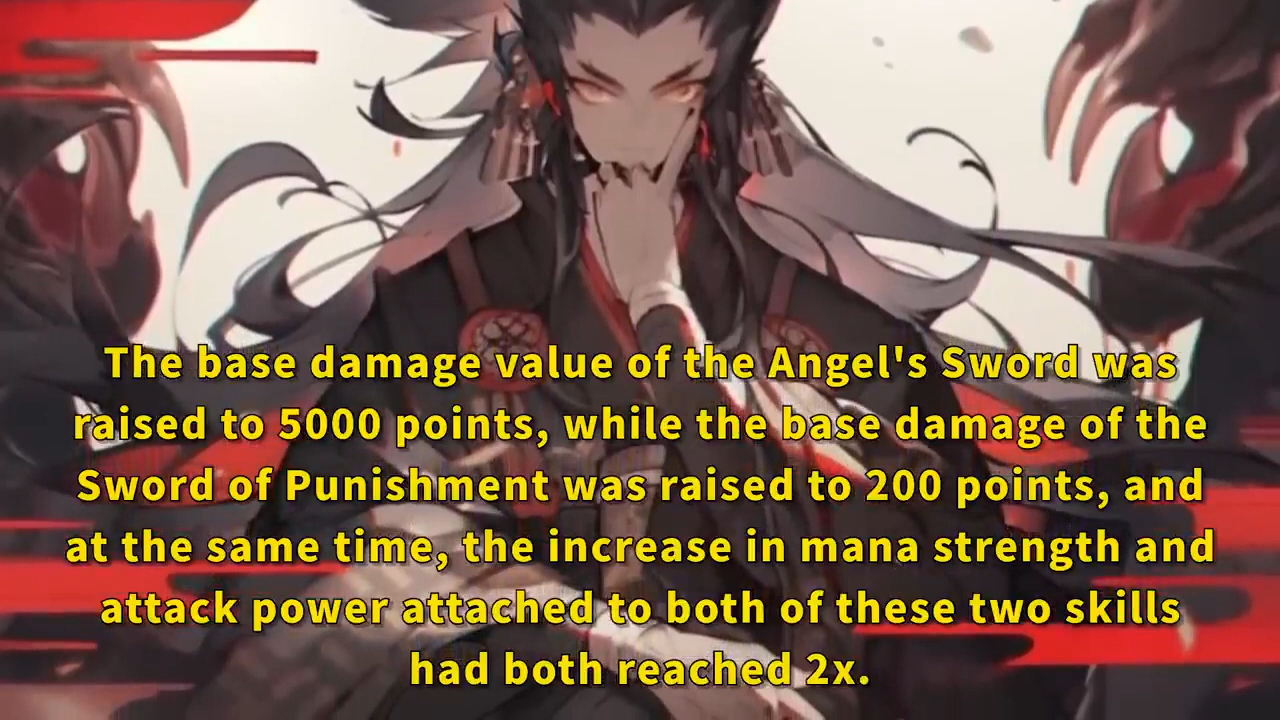 The base damage value of the Angel's Sword was
raised to 5000 points, while the base damage of the
Sword of Punishment was raised to 200 points, and
at the same time, the increase in mana strength and
attack power attached to both of these two skills
had both reached 2x.